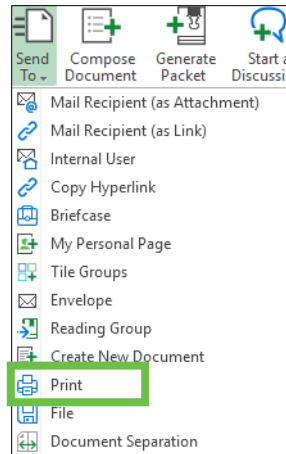 Send To
Compose Document
Generate Packet
Start a
Mail Recipient (as Attachment)
Mail Recipient (as Link)
Internal User
Copy Hyperlink
Briefcase
My Personal Page
Tile Groups
Envelope
Reading Group
Create New Document
Print
File
Document Separation